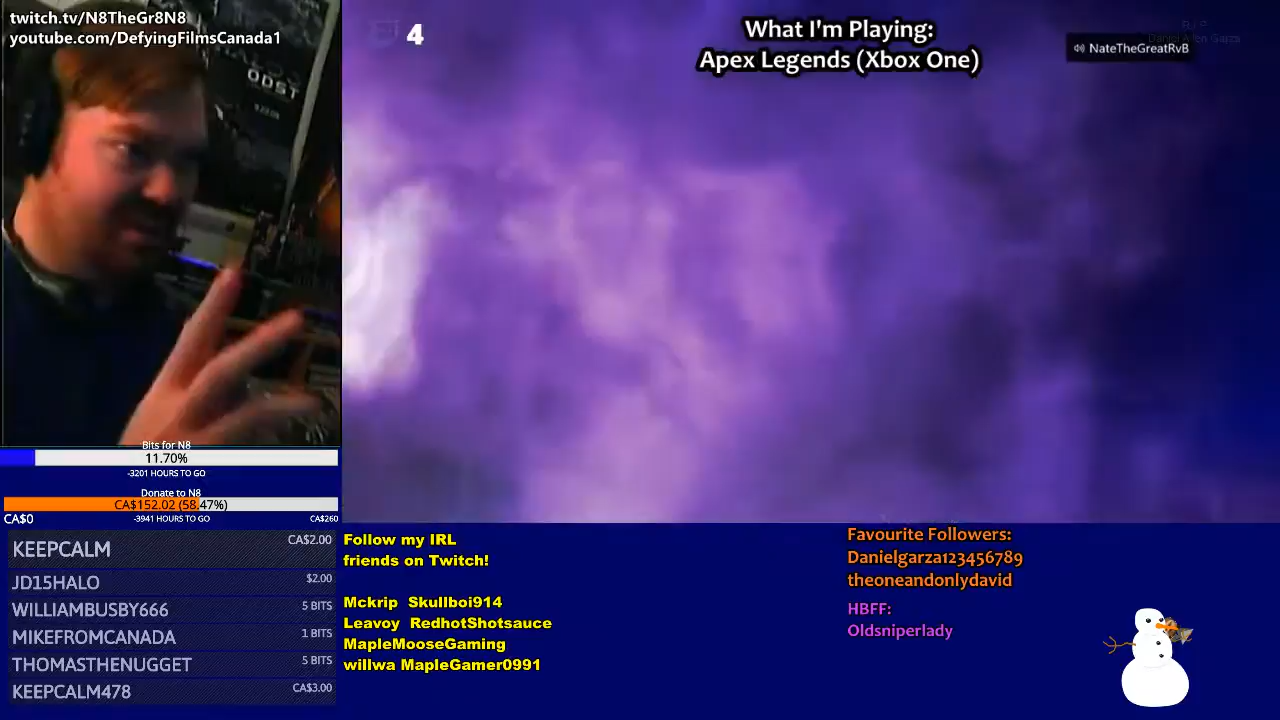 twitch.tv/N8TheGr8N8
youtube.com/DefyingFilmsCanada1
ODST
4
What I'm Playing:
Apex Legends (Xbox One)
R.I.P
Daniel Allen Garza
NateTheGreatRvB
Bits for N8
11.70%
-3201 HOURS TO GO
Donate to N8
CA$152.02 (58.47%)
CA$0
-3941 HOURS TO GO
CA$260
KEEPCALM CA$2.00
JD15HALO $2.00
WILLIAMBUSBY666 5 BITS
MIKEFROMCANADA 1 BITS
THOMASTHENUGGET 5 BITS
KEEPCALM478 CA$3.00
Follow my IRL
friends on Twitch!
Mckrip Skullboi914
Leavoy RedhotShotsauce
MapleMooseGaming
willwa MapleGamer0991
Favourite Followers:
Danielgarza123456789
theoneandonlydavid
HBFF:
Oldsniperlady